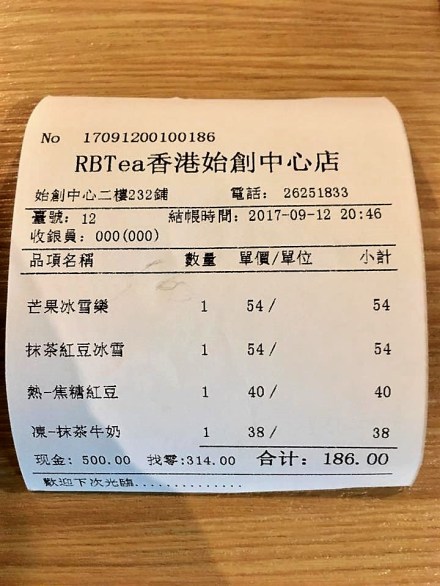 No 17091200100186
RBTea香港始創中心店
始創中心二樓232鋪 電話: 26251833
臺號: 12 結帳時間: 2017-09-12 20:46
收銀員: 000(000)
品項名稱 數量 單價/單位 小計
芒果冰雪樂 1 54/ 54
抹茶紅豆冰雪 1 54/ 54
熱-焦糖紅豆 1 40/ 40
凍-抹茶牛奶 1 38/ 38
现金: 500.00 找零:314.00 合计: 186.00
歡迎下次光臨..............